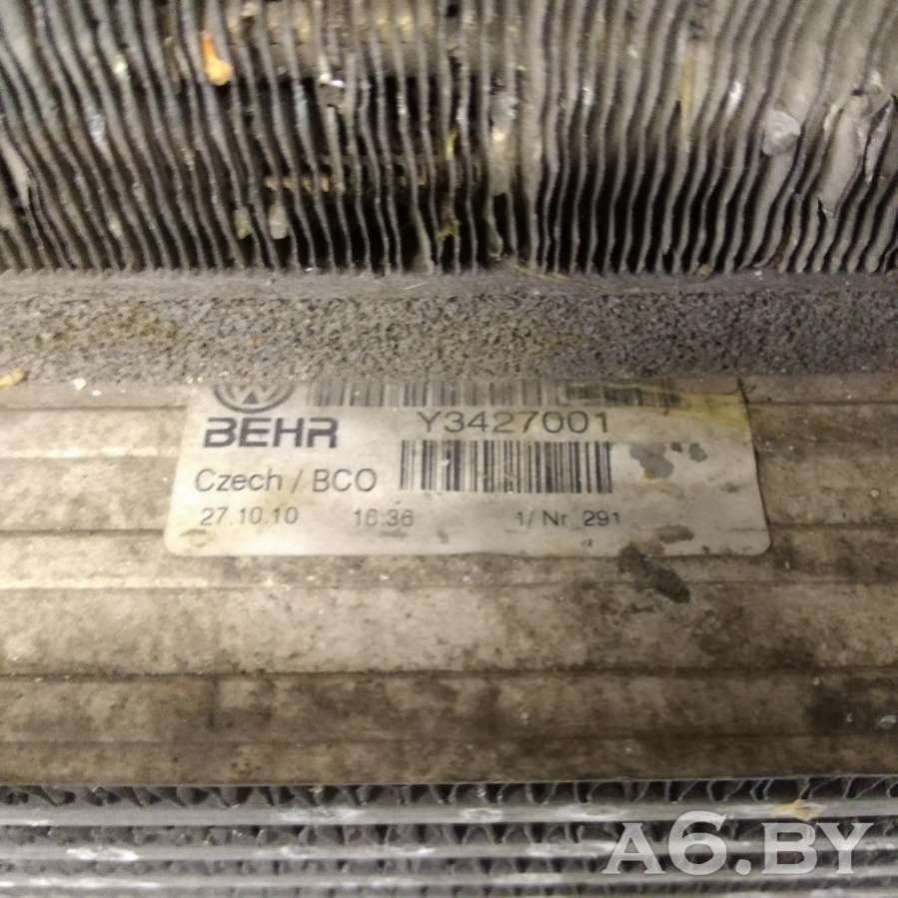 BEHR
Y3427001
Czech / BCO
27.10.10 16:36 1/ Nr 291
A6.BY